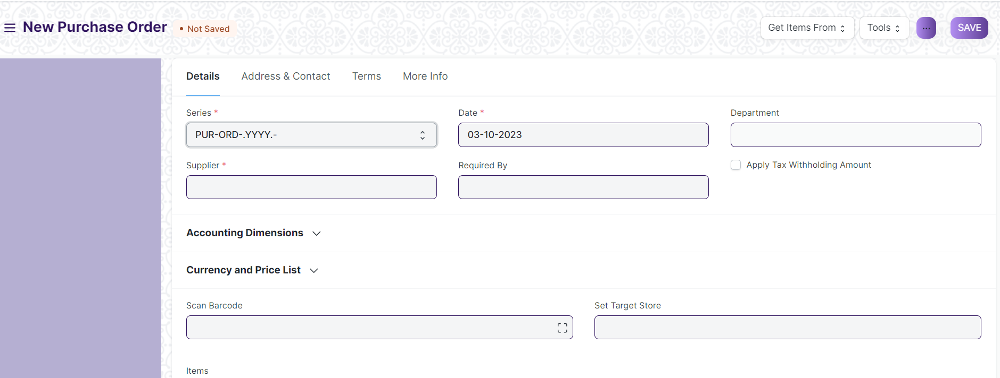 New Purchase Order
• Not Saved
Get Items From
Tools
...
SAVE
Details
Address & Contact
Terms
More Info
Series *
Date *
Department
PUR-ORD-.YYYY.-
03-10-2023
Supplier *
Required By
Apply Tax Withholding Amount
Accounting Dimensions
Currency and Price List
Scan Barcode
Set Target Store
Items